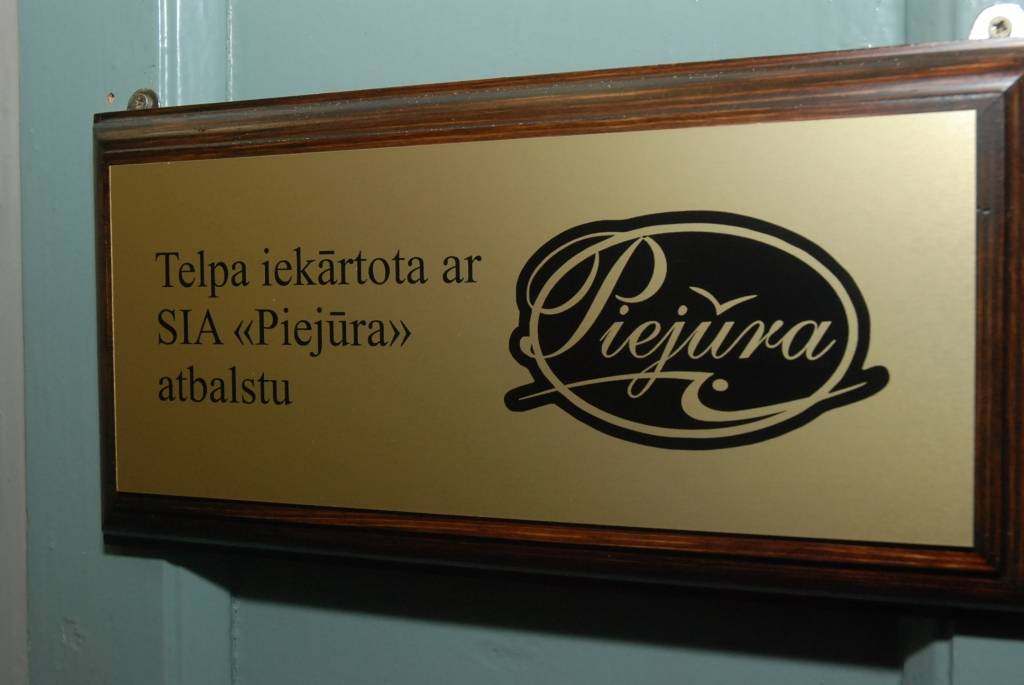 Telpa iekārtota ar
SIA «Piejūra»
atbalstu
Piejūra